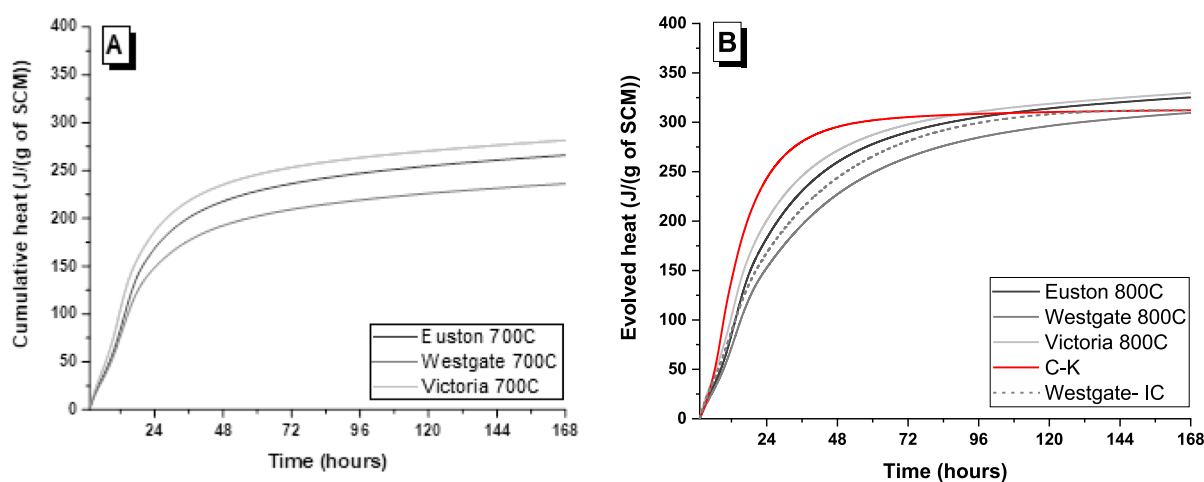 A
Cumulative heat (J/(g of SCM))
400
350
300
250
200
150
100
50
0
24 48 72 96 120 144 168
Time (hours)
Euston 700C
Westgate 700C
Victoria 700C
B
Evolved heat (J/(g of SCM))
400
350
300
250
200
150
100
50
0
24 48 72 96 120 144 168
Time (hours)
Euston 800C
Westgate 800C
Victoria 800C
C-K
Westgate- IC